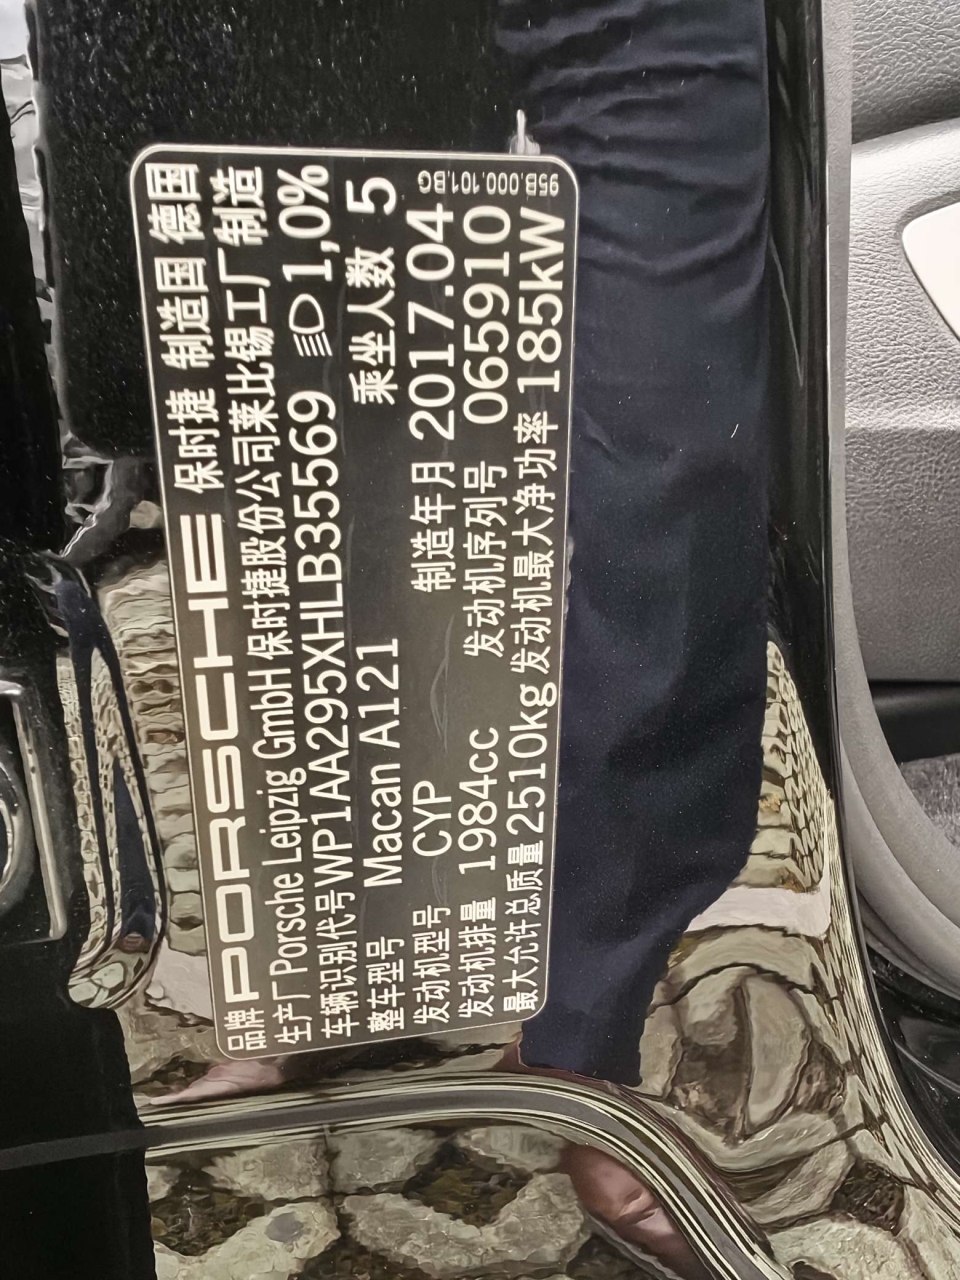 品牌 PORSCHE 保时捷 制造国 德国
生产厂 Porsche Leipzig GmbH 保时捷股份公司莱比锡工厂制造
车辆识别代号 WP1AA295XHLB35569 1,0%
整车型号 Macan A121 乘坐人数 5
发动机型号 CYP 制造年月 2017.04
发动机排量 1984cc 发动机序列号 065910
最大允许总质量 2510kg 发动机最大净功率 185kW
95B.000.101.BG